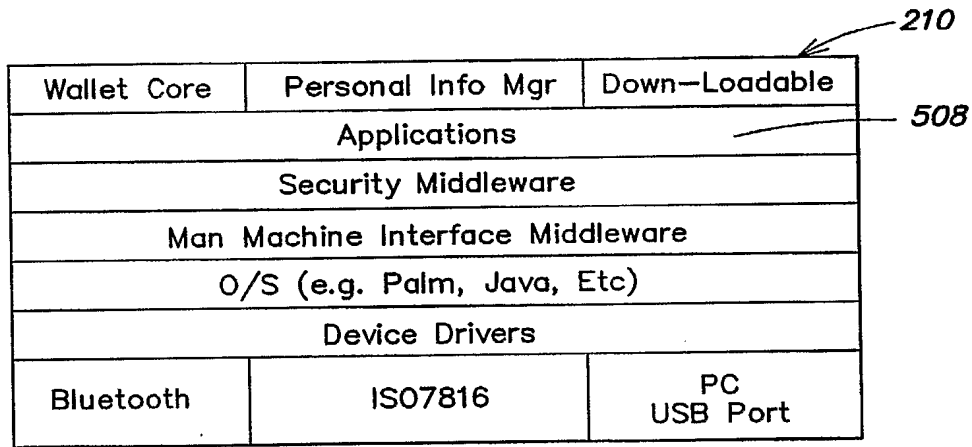 210
Wallet Core Personal Info Mgr Down-Loadable
Applications 508
Security Middleware
Man Machine Interface Middleware
O/S (e.g. Palm, Java, Etc)
Device Drivers
Bluetooth ISO7816 PC
USB Port